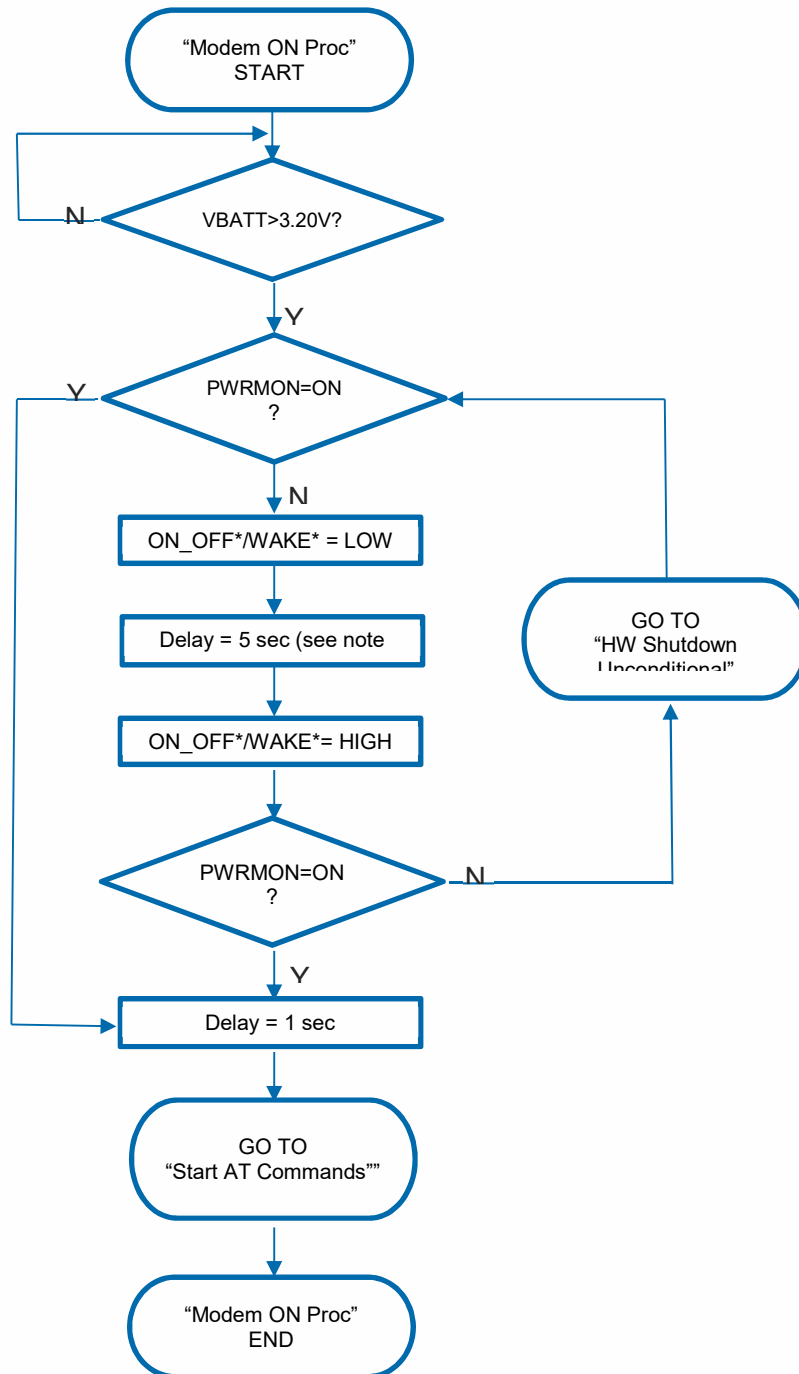 “Modem ON Proc”
START
N
VBATT>3.20V?
Y
Y
PWRMON=ON
?
N
ON_OFF*/WAKE* = LOW
Delay = 5 sec (see note
GO TO
“HW Shutdown
Unconditional”
ON_OFF*/WAKE*= HIGH
PWRMON=ON
?
N
Y
Delay = 1 sec
GO TO
“Start AT Commands””
“Modem ON Proc”
END